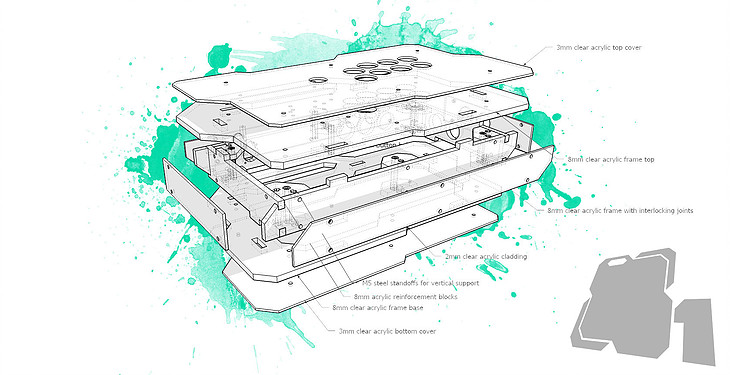 3mm clear acrylic top cover
8mm clear acrylic frame top
8mm clear acrylic frame with interlocking joints
2mm clear acrylic cladding
M5 steel standoffs for vertical support
8mm acrylic reinforcement blocks
8mm clear acrylic frame base
3mm clear acrylic bottom cover
1